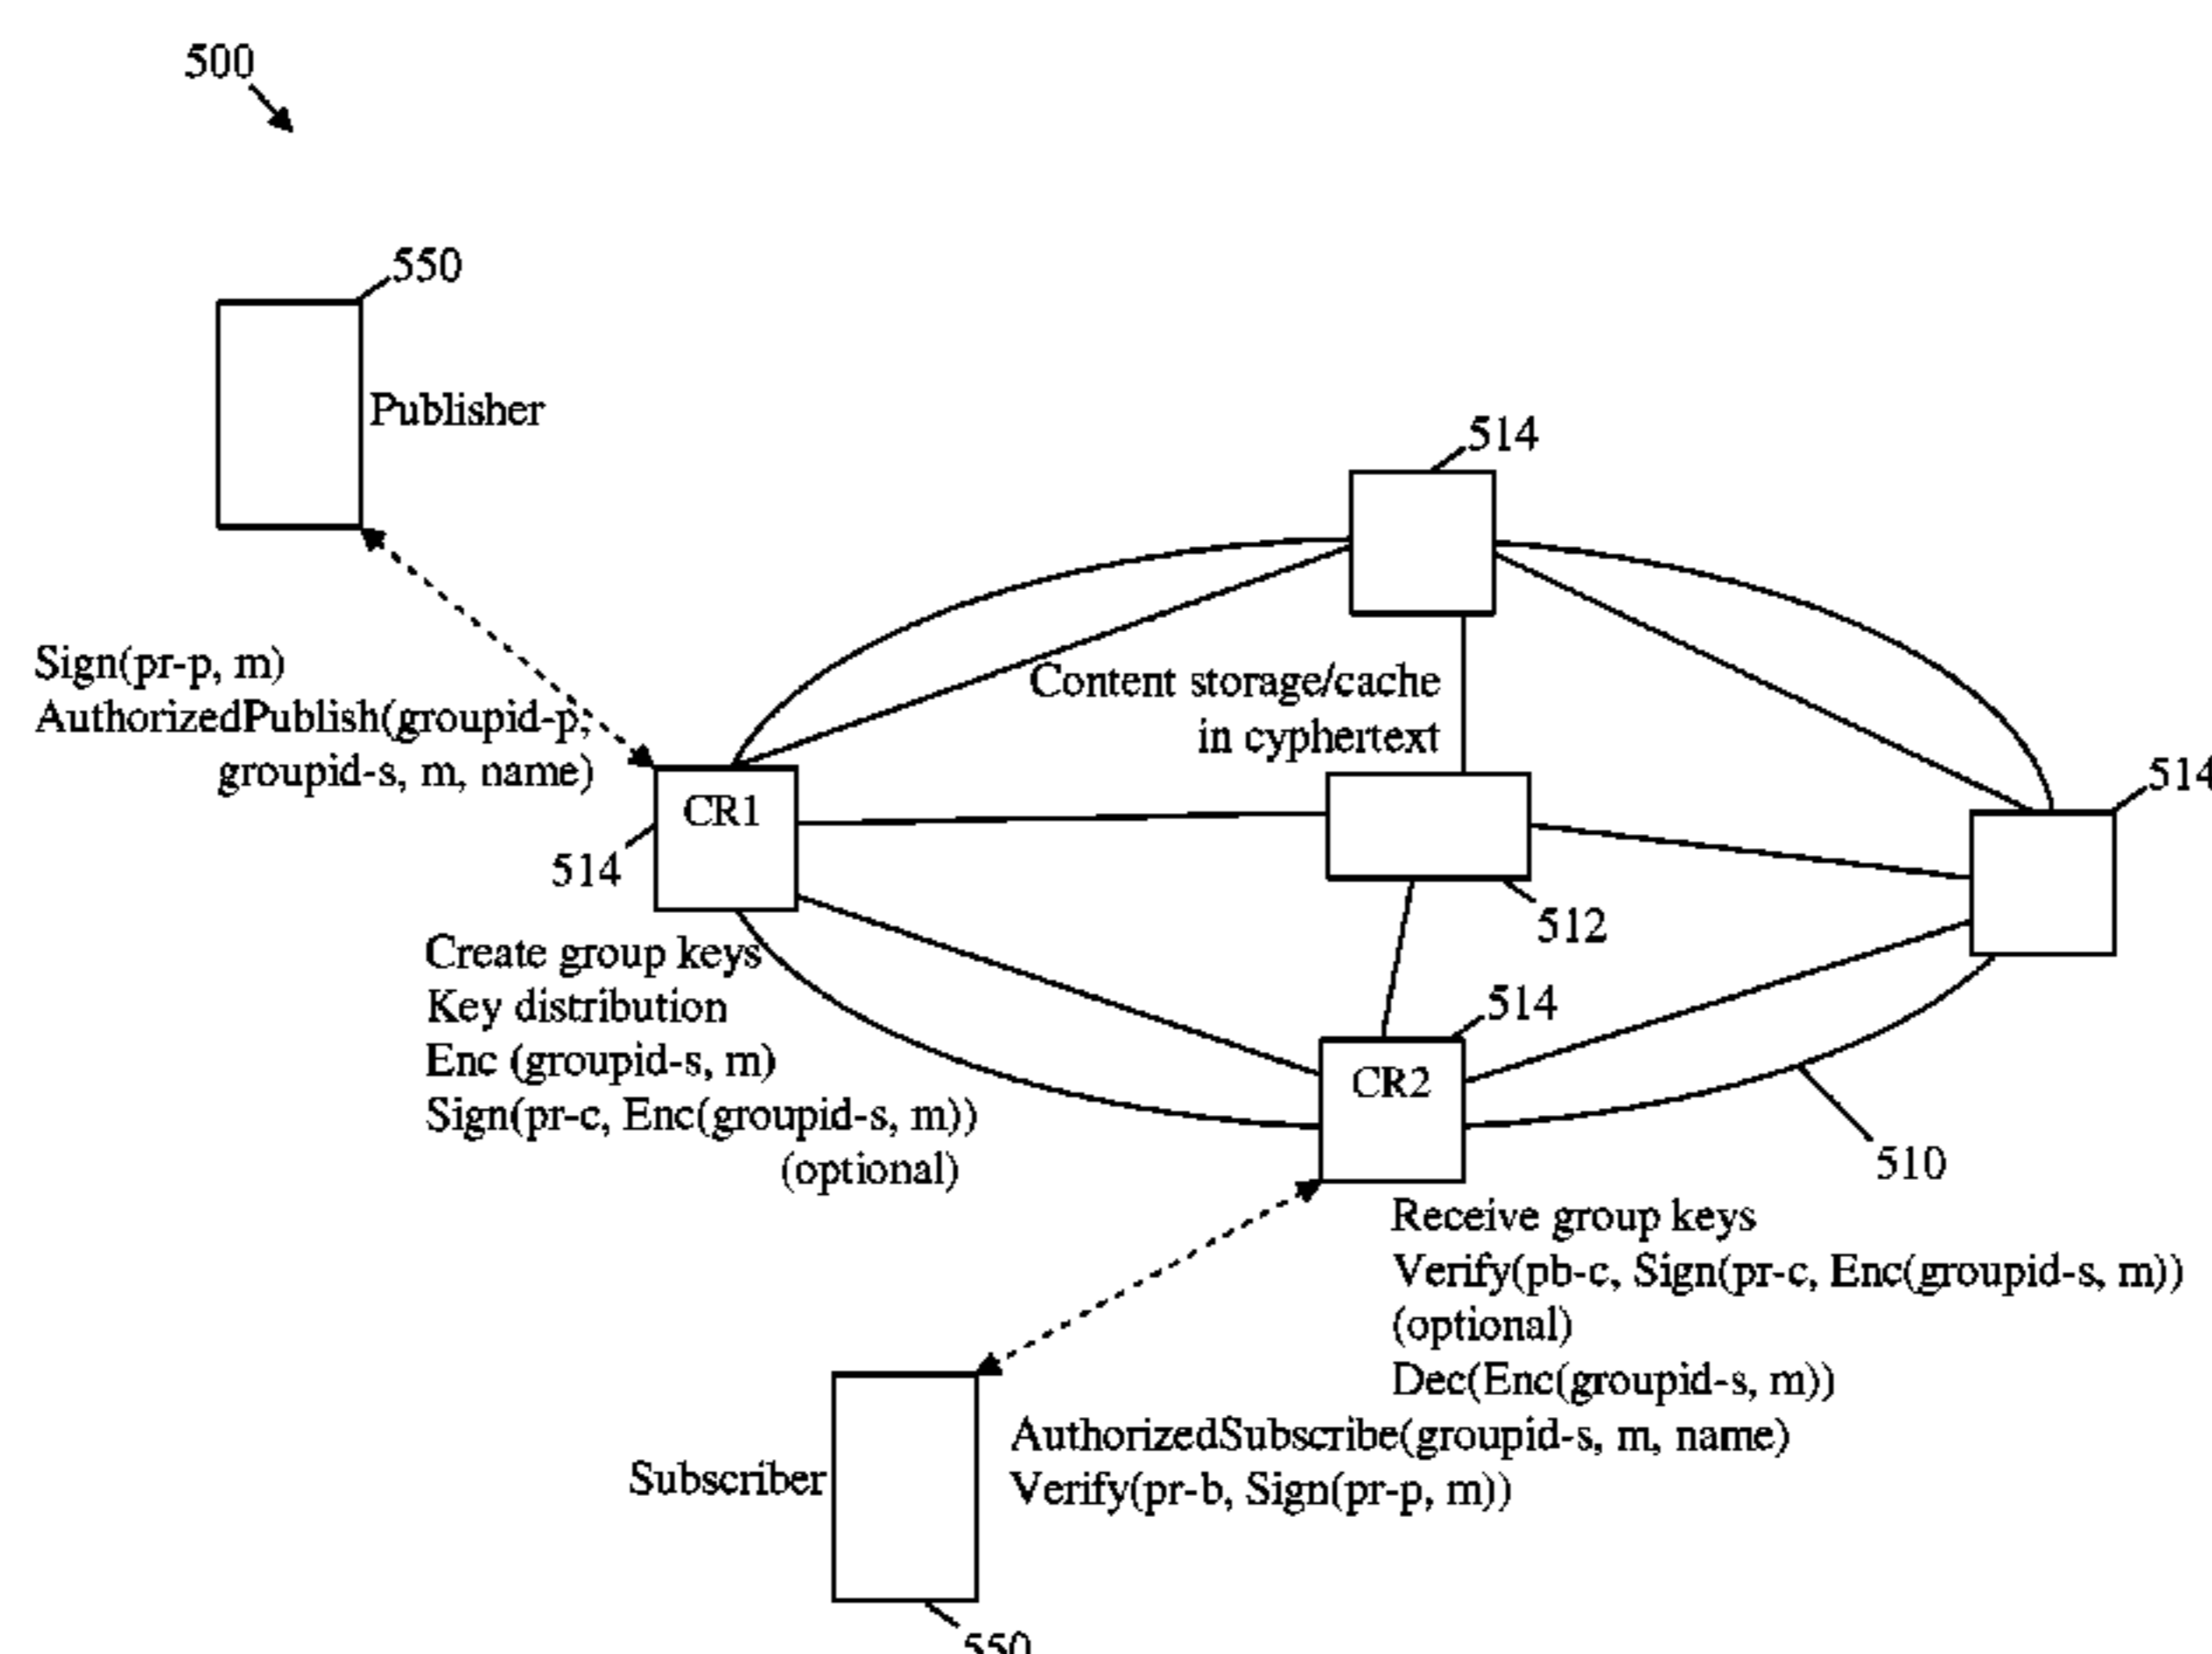 500
550
Publisher
514
Sign(pr-p, m)
AuthorizedPublish(groupid-p,
groupid-s, m, name)
Content storage/cache
in cyphertext
514
CR1
514
512
Create group keys
Key distribution
Enc (groupid-s, m)
Sign(pr-c, Enc(groupid-s, m))
(optional)
514
CR2
510
Receive group keys
Verify(pb-c, Sign(pr-c, Enc(groupid-s, m))
(optional)
Dec(Enc(groupid-s, m))
AuthorizedSubscribe(groupid-s, m, name)
Verify(pr-b, Sign(pr-p, m))
Subscriber
550